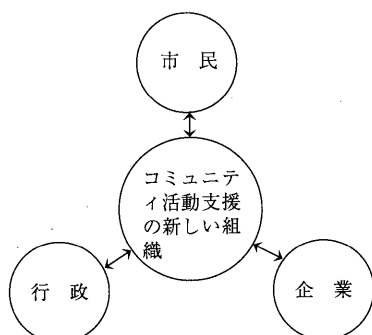 市 民
コミュニテ
ィ活動支援
の新しい組
織
行 政
企 業